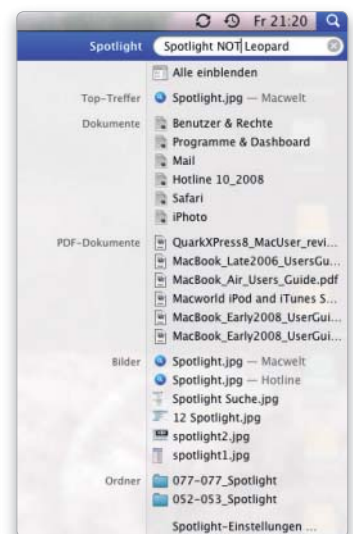 Fr 21:20
Spotlight Spotlight NOT Leopard
Alle einblenden
Top-Treffer Spotlight.jpg — Macwelt
Dokumente Benutzer & Rechte
Programme & Dashboard
Mail
Hotline 10_2008
Safari
iPhoto
PDF-Dokumente QuarkXPress8_MacUser_revi...
MacBook_Late2006_UsersGu...
MacBook_Air_Users_Guide.pdf
Macworld iPod and iTunes S...
MacBook_Early2008_UserGui...
MacBook_Early2008_UserGui...
Bilder Spotlight.jpg — Macwelt
Spotlight.jpg — Hotline
Spotlight Suche.jpg
12 Spotlight.jpg
spotlight2.jpg
spotlight1.jpg
Ordner 077-077_Spotlight
052-053_Spotlight
Spotlight-Einstellungen ...